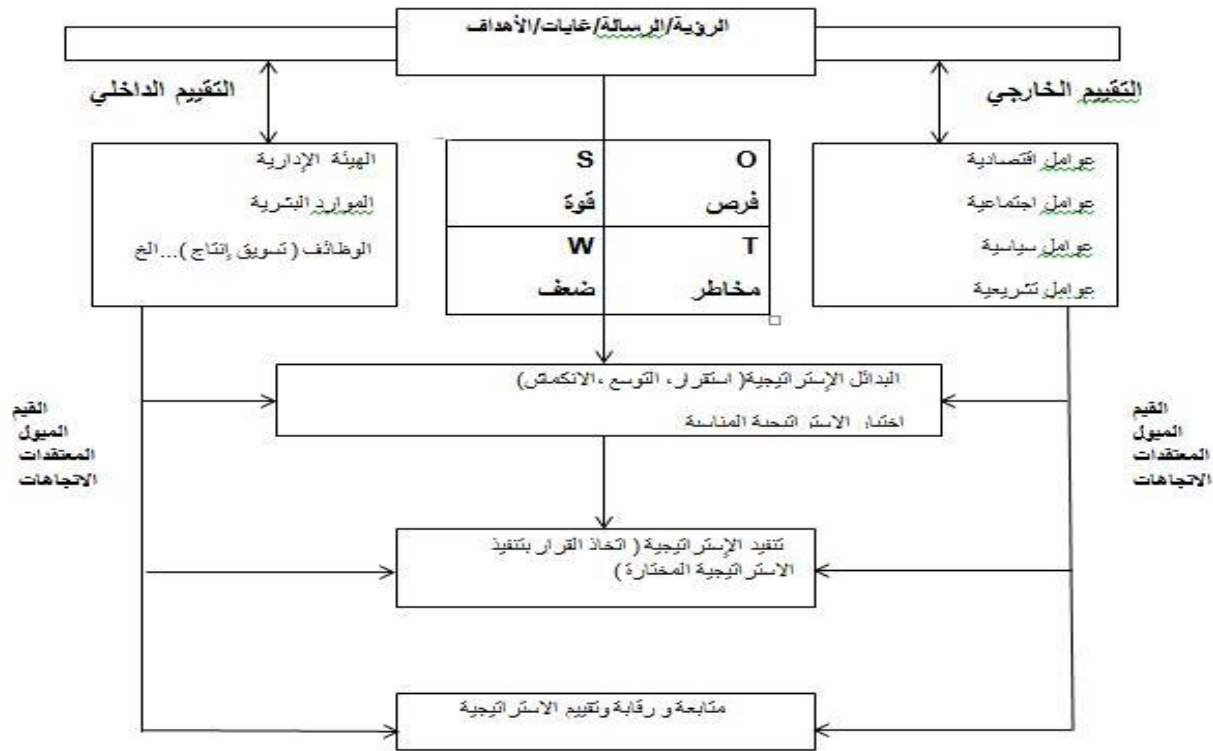 الرؤية/الرسالة/غايات/الأهداف
التقييم الخارجي
التقييم الداخلي
عوامل اقتصادية
عوامل اجتماعية
عوامل سياسية
عوامل تشريعية
O
فرص
S
قوة
T
مخاطر
W
ضعف
الهيئة الإدارية
الموارد البشرية
الوظائف (تسويق إنتاج)...الخ
البدائل الإستراتيجية( استقرار، التوسع ،الانكماش)
اختيار الاستراتيجية المناسبة
القيم
الميول
المعتقدات
الاتجاهات
القيم
الميول
المعتقدات
الاتجاهات
تنفيد الإستراتيجية ( اتخاذ القرار بتنفيذ
الاستراتيجية المختارة )
متابعة و رقابة وتقييم الاستراتيجية